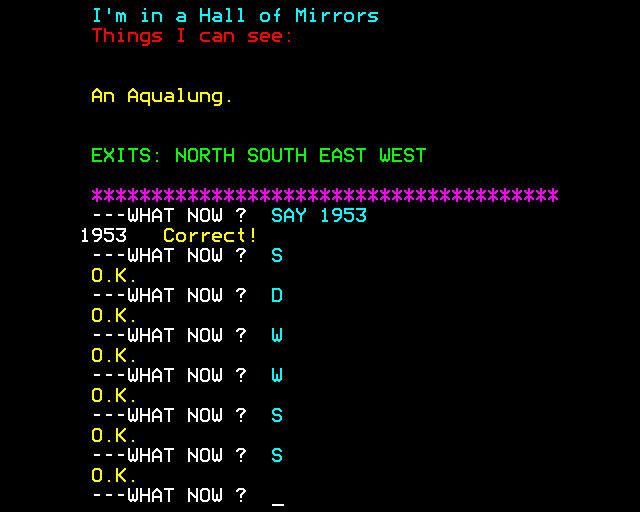 I'm in a Hall of Mirrors
Things I can see:
An Aqualung.
EXITS: NORTH SOUTH EAST WEST
***************************************
---WHAT NOW ? SAY 1953
1953 Correct!
---WHAT NOW ? S
O.K.
---WHAT NOW ? D
O.K.
---WHAT NOW ? W
O.K.
---WHAT NOW ? W
O.K.
---WHAT NOW ? S
O.K.
---WHAT NOW ? S
O.K.
---WHAT NOW ? _